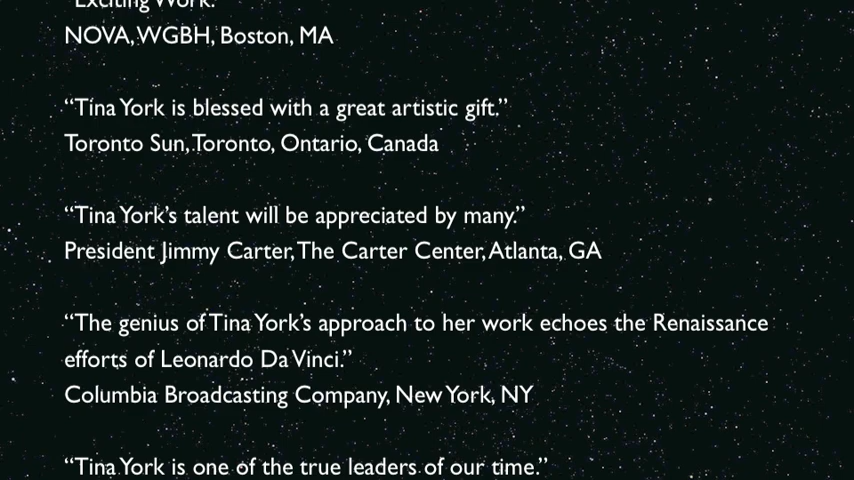 "Exciting Work."
NOVA, WGBH, Boston, MA
“Tina York is blessed with a great artistic gift.”
Toronto Sun, Toronto, Ontario, Canada
“Tina York’s talent will be appreciated by many.”
President Jimmy Carter, The Carter Center, Atlanta, GA
“The genius of Tina York’s approach to her work echoes the Renaissance
efforts of Leonardo Da Vinci.”
Columbia Broadcasting Company, New York, NY
“Tina York is one of the true leaders of our time.”